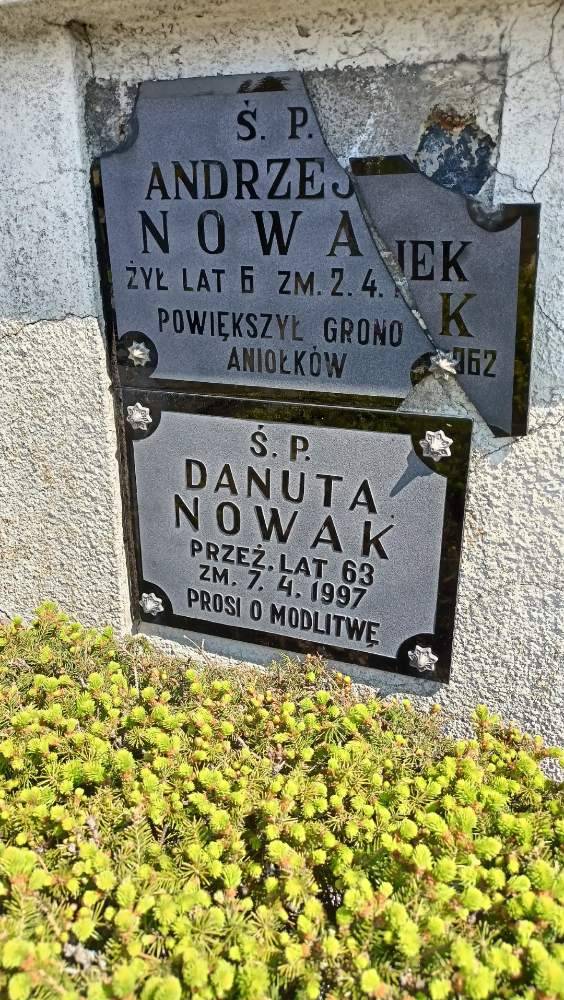 Ś. P.
ANDRZEJ IEK
NOWA K
ŻYŁ LAT 6 ZM. 2. 4. 962
POWIĘKSZYŁ GRONO
ANIOŁKÓW
Ś. P.
DANUTA
NOWAK
PRZEŻ. LAT 63
ZM. 7. 4. 1997
PROSI O MODLITWĘ